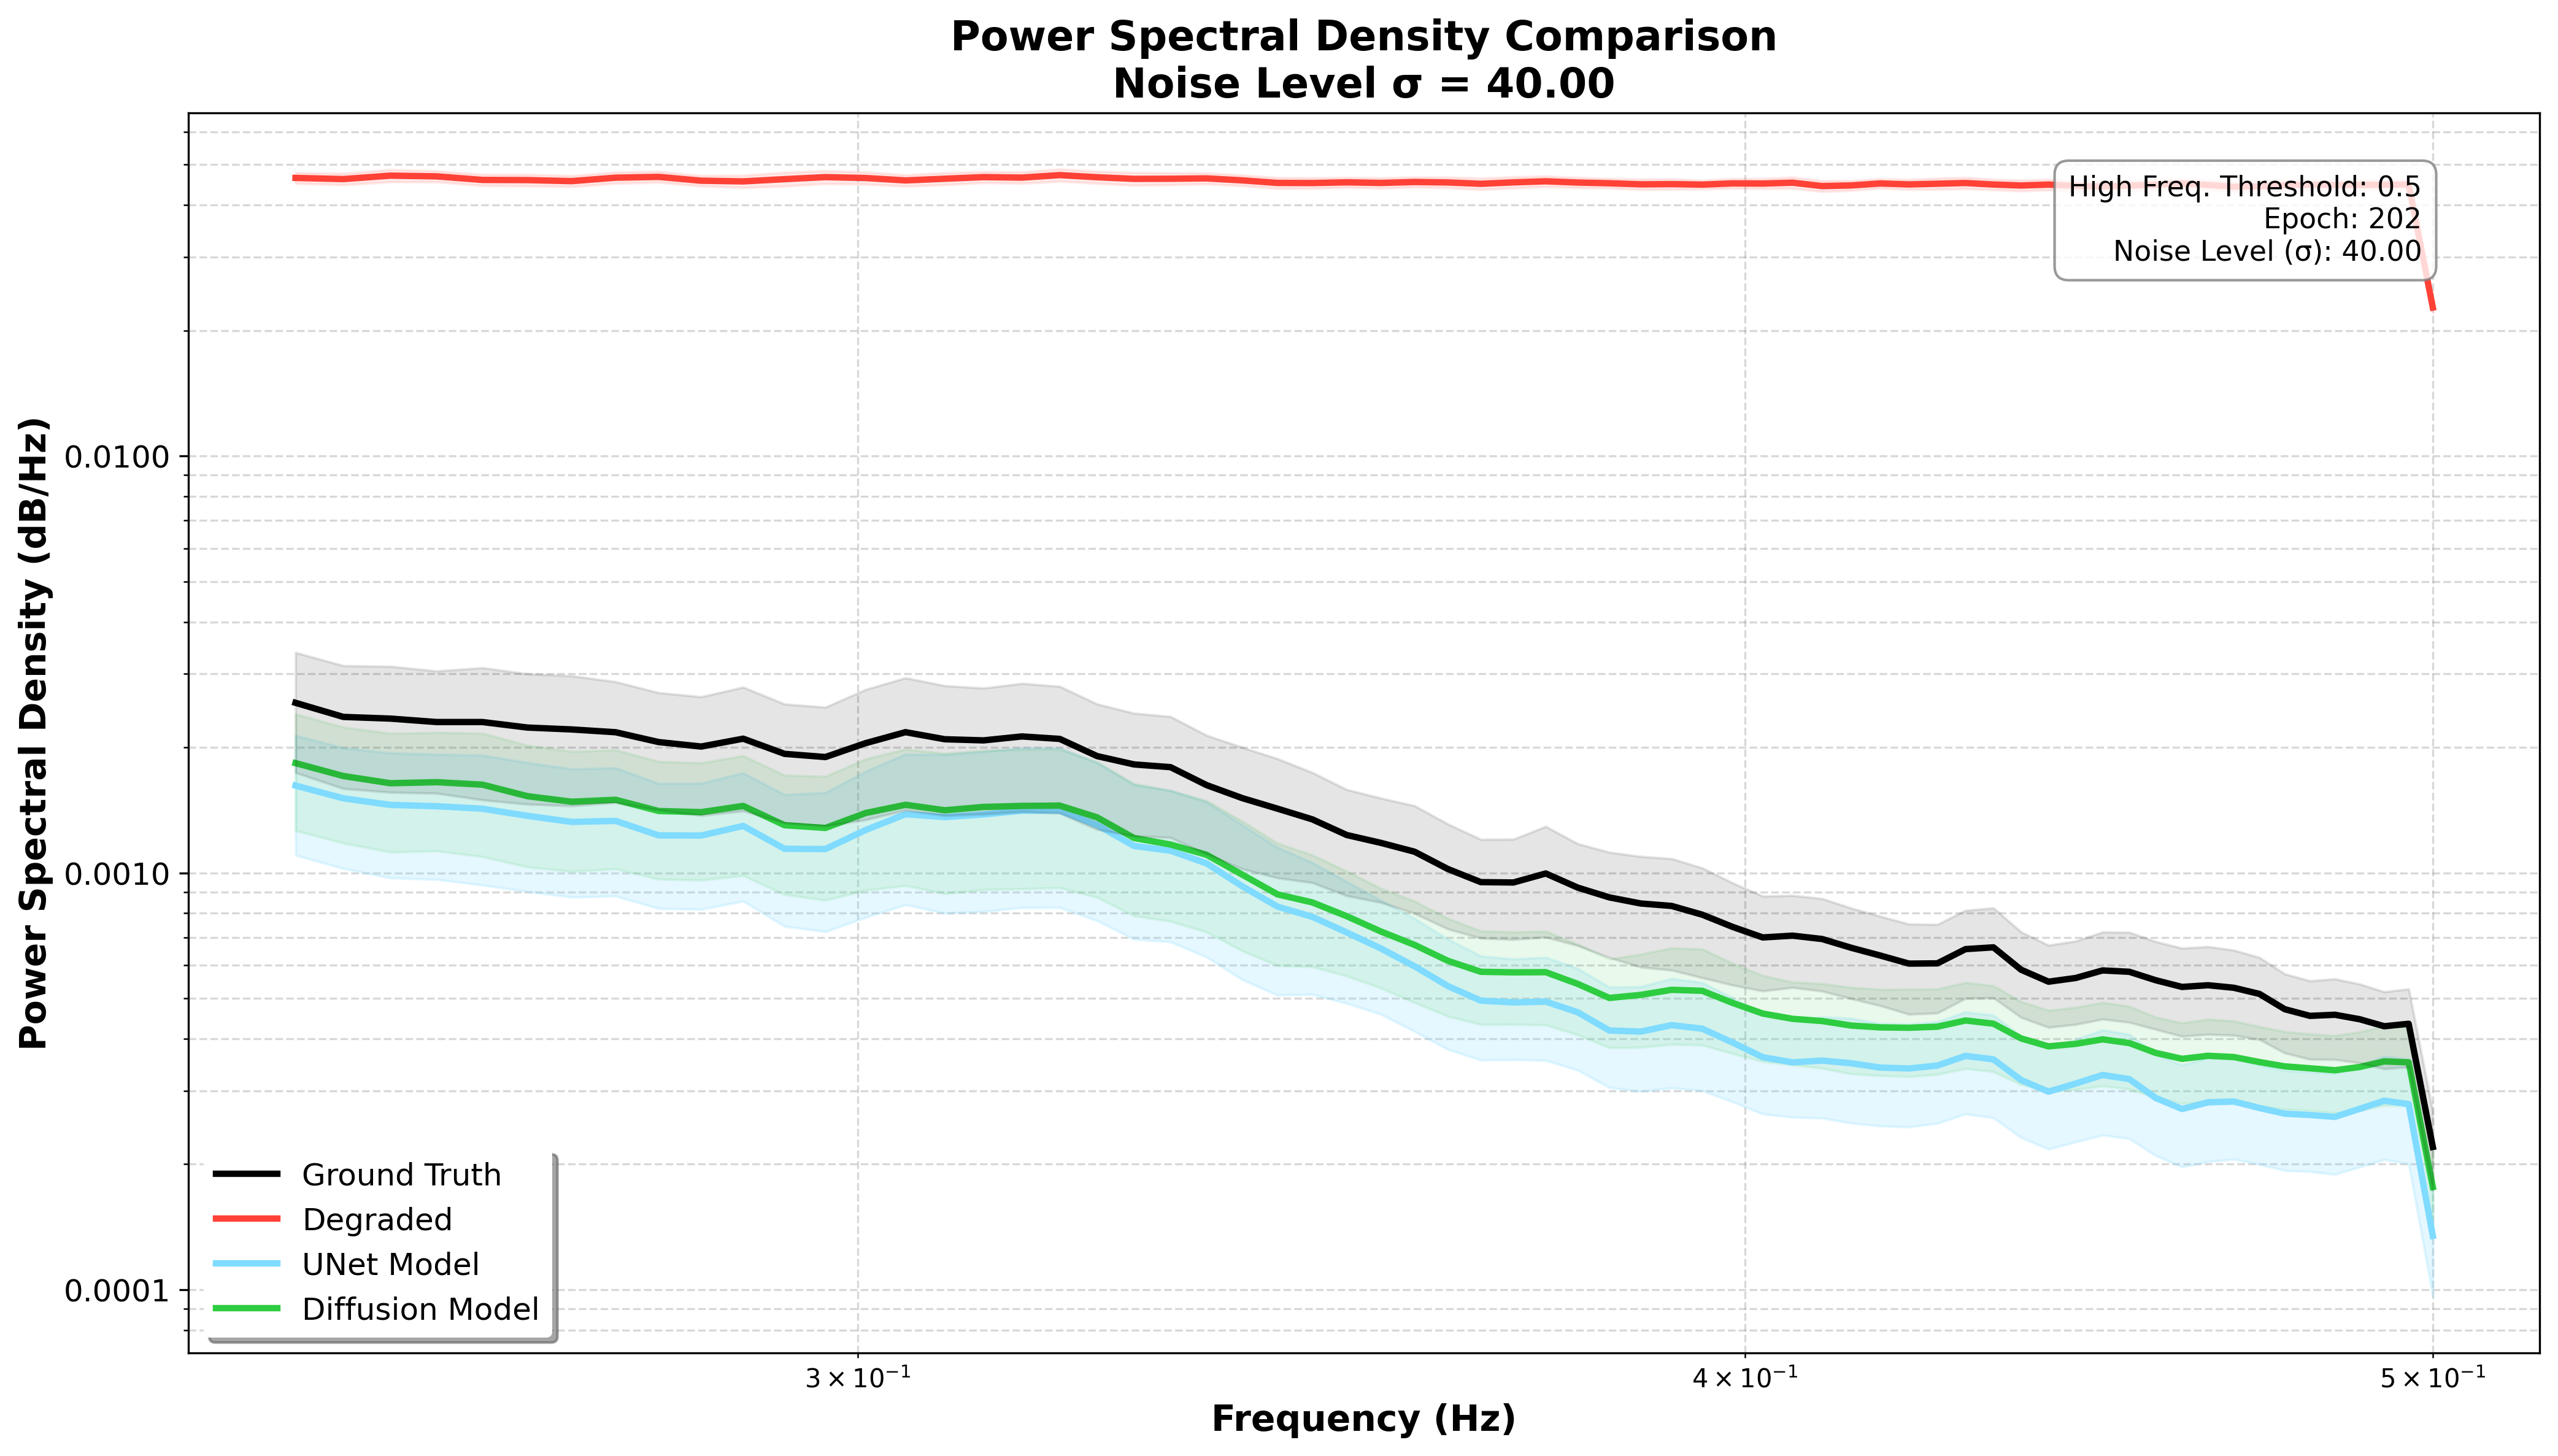 Power Spectral Density Comparison
Noise Level σ = 40.00
High Freq. Threshold: 0.5
Epoch: 202
Noise Level (σ): 40.00
Power Spectral Density (dB/Hz)
0.0100
0.0010
0.0001
Ground Truth
Degraded
UNet Model
Diffusion Model
3 × 10⁻¹
4 × 10⁻¹
5 × 10⁻¹
Frequency (Hz)